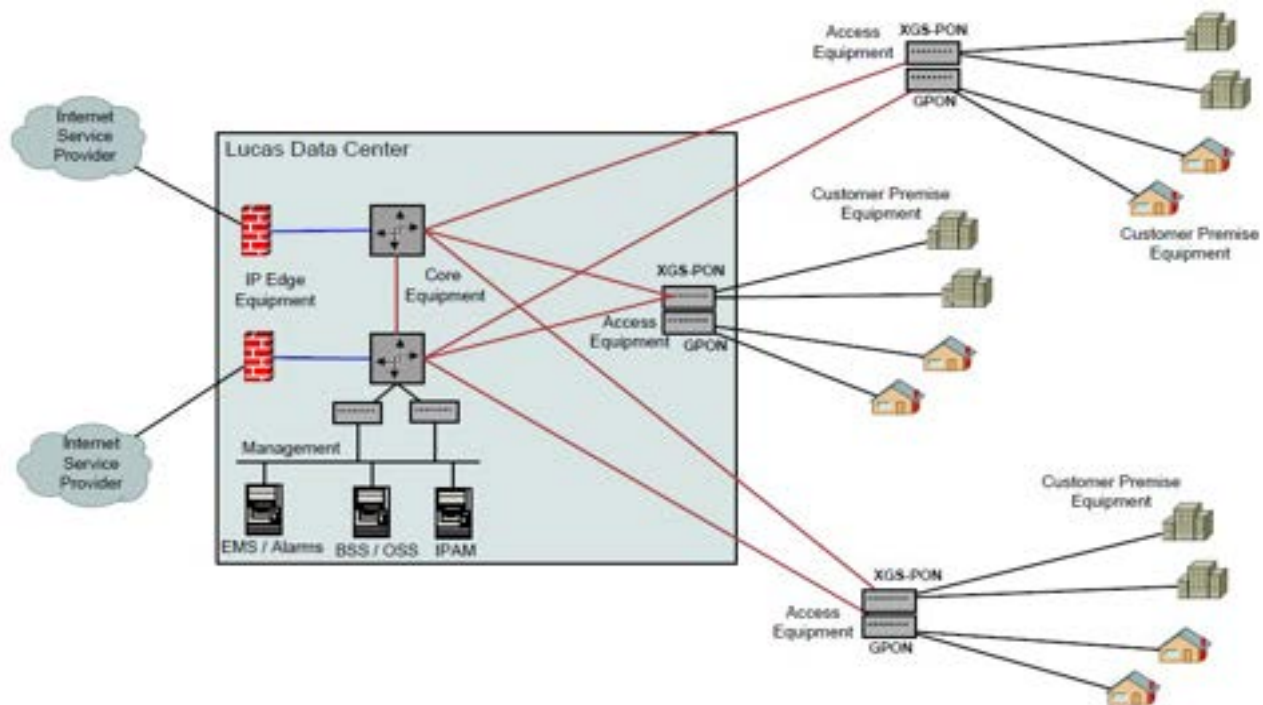 XGS-PON
Access
Equipment
GPON
Internet
Service
Provider
Lucas Data Center
Customer Premise
Equipment
Customer Premise
Equipment
IP Edge
Equipment
Core
Equipment
XGS-PON
Access
Equipment
GPON
Internet
Service
Provider
Management
EMS / Alarms
BSS / OSS
IPAM
Customer Premise
Equipment
XGS-PON
Access
Equipment
GPON